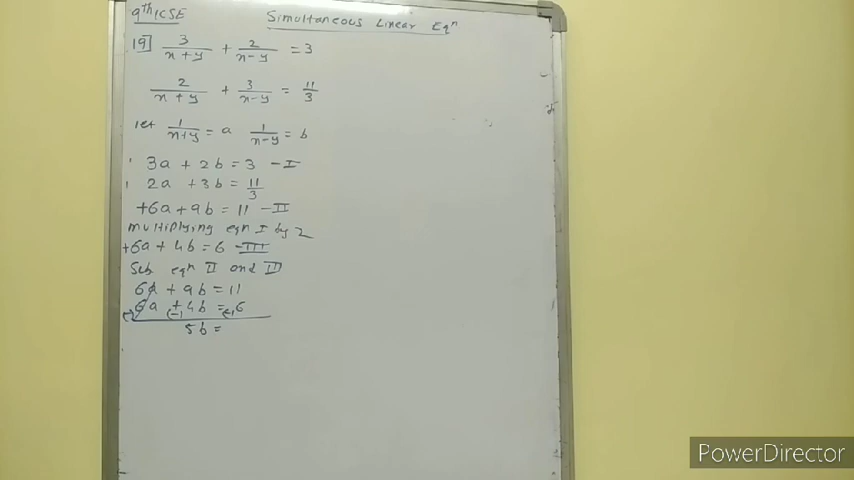 9th ICSE
Simultaneous Linear Eqn
19] 3/(x+y) + 2/(x-y) = 3
2/(x+y) + 3/(x-y) = 11/3
let 1/(x+y) = a 1/(x-y) = b
3a + 2b = 3 - I
2a + 3b = 11/3
+6a + 9b = 11 - II
multiplying eqn I by 2
+6a + 4b = 6 - III
Sub eqn II and III
6a + 9b = 11
(-)6a +(-) 4b =(-) 6
5b =
PowerDirector